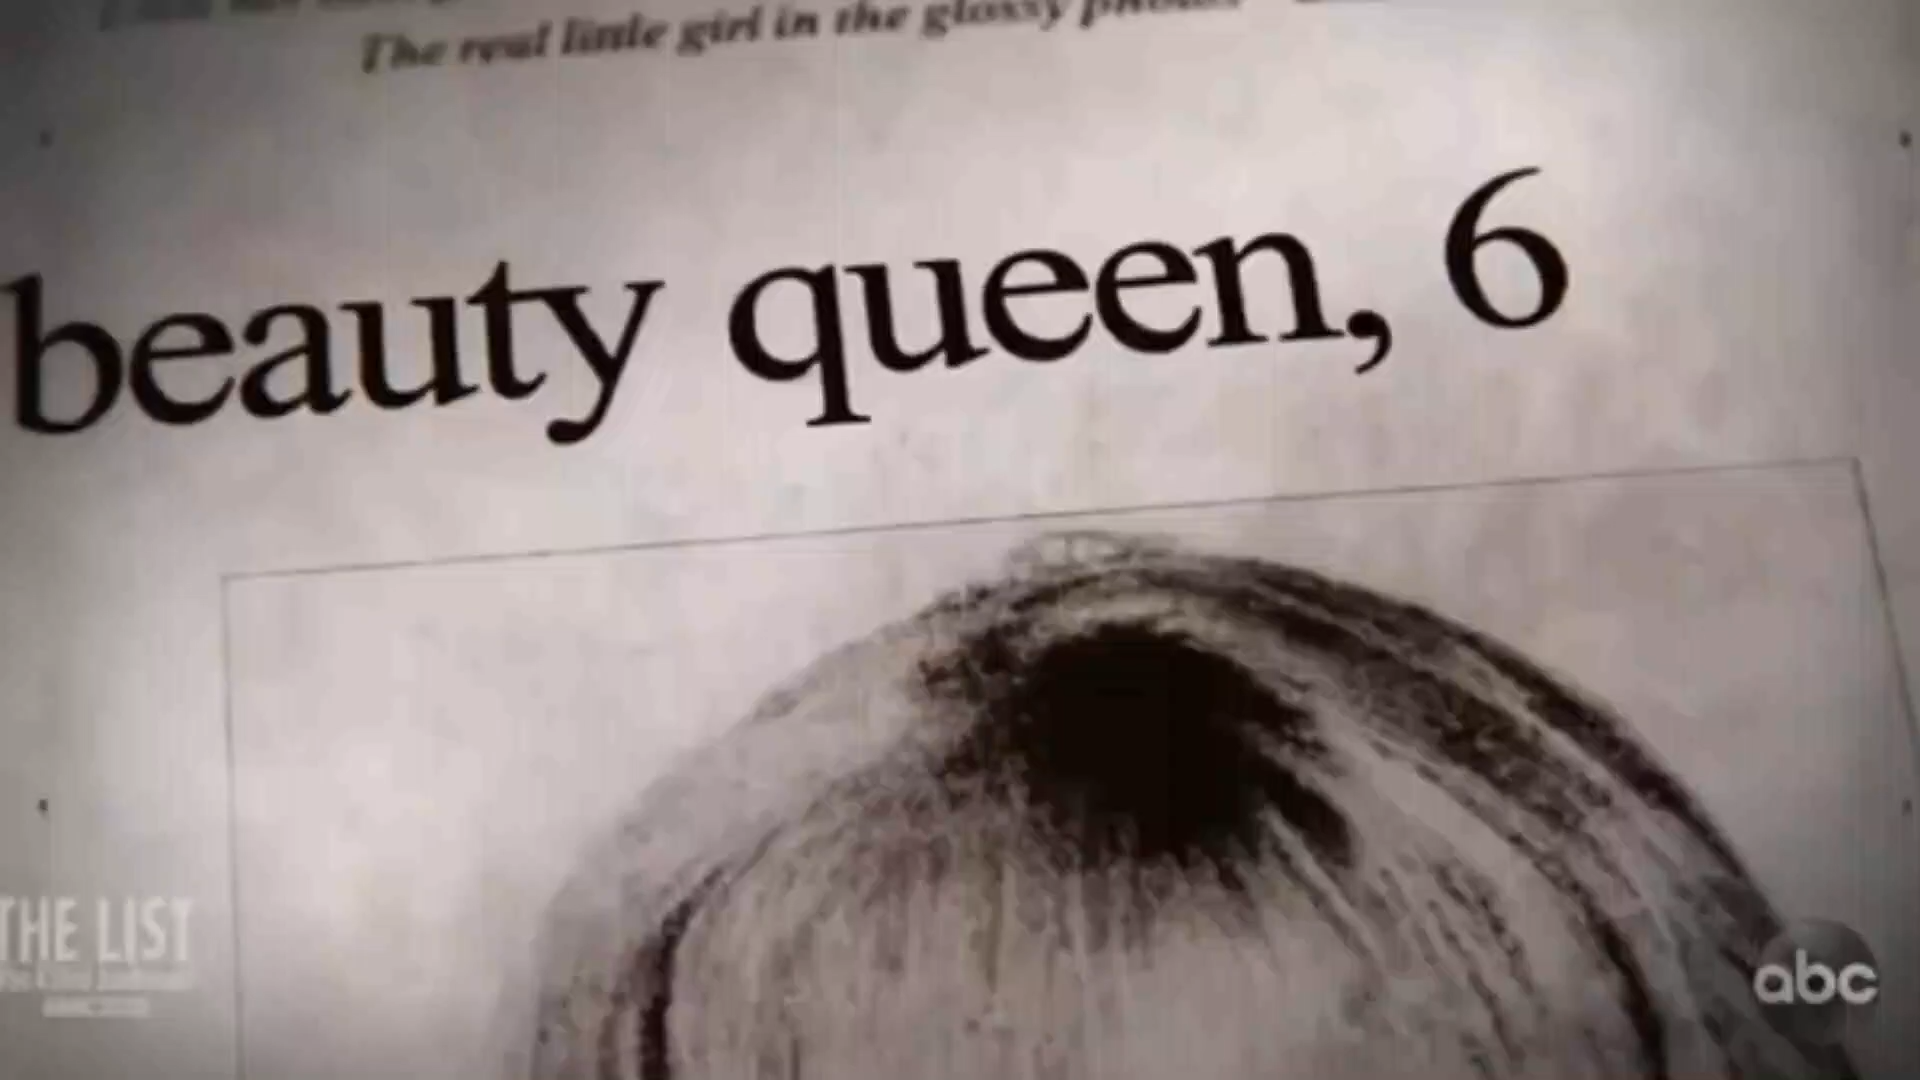 The real little girl in the glossy
beauty queen, 6
THE LIST
abc